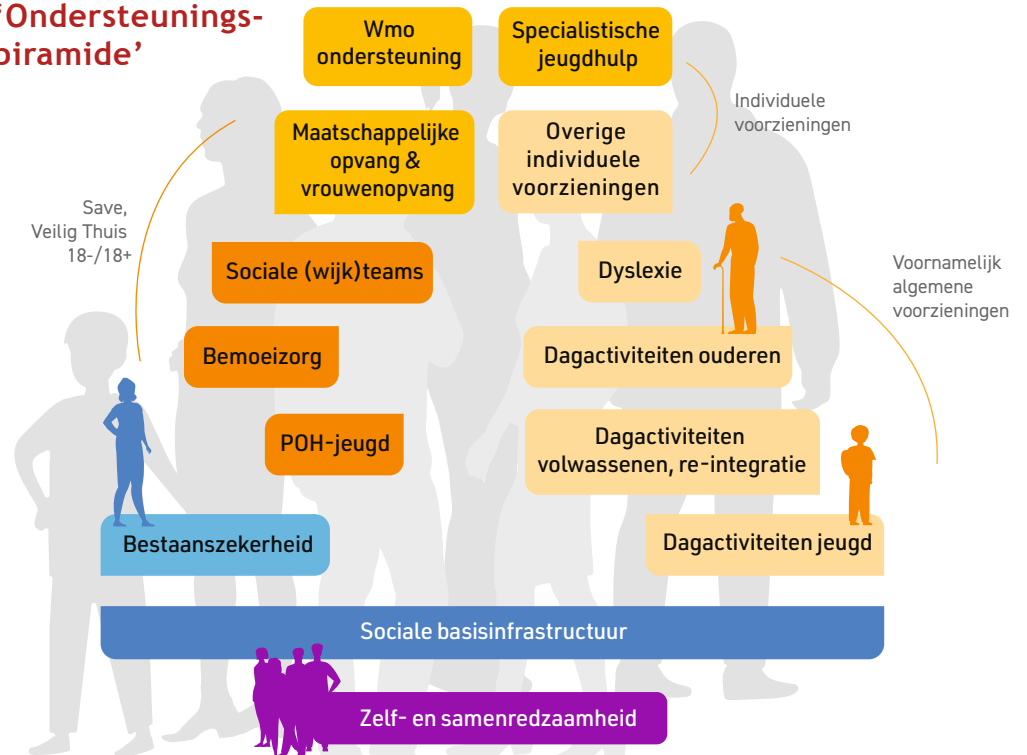 ‘Ondersteunings-
piramide’
Wmo
ondersteuning
Specialistische
jeugdhulp
Individuele
voorzieningen
Maatschappelijke
opvang &
vrouwenopvang
Overige
individuele
voorzieningen
Save,
Veilig Thuis
18-/18+
Sociale (wijk)teams
Dyslexie
Voornamelijk
algemene
voorzieningen
Bemoeizorg
Dagactiviteiten ouderen
POH-jeugd
Dagactiviteiten
volwassenen, re-integratie
Bestaanszekerheid
Dagactiviteiten jeugd
Sociale basisinfrastructuur
Zelf- en samenredzaamheid